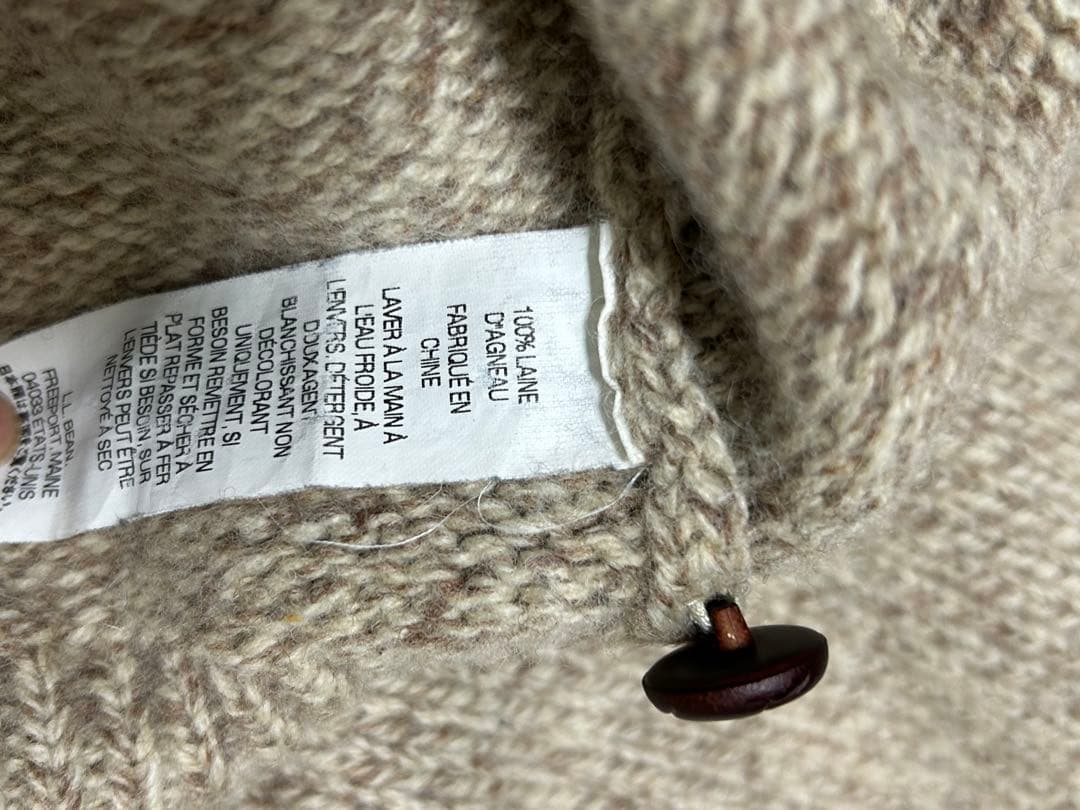 100% LAINE
D'AGNEAU
FABRIQUÉ EN
CHINE
LAVER À LA MAIN À
L'EAU FROIDE, À
L'ENVERS. DÉTERGENT
DOUX. AGENT
BLANCHISSANT NON
DÉCOLORANT
UNIQUEMENT, SI
BESOIN REMETTRE EN
FORME ET SÉCHER À
PLAT REPASSER À FER
TIÈDE SI BESOIN, SUR
L'ENVERS PEUT ÊTRE
NETTOYÉ À SEC
L.L. BEAN,
FREEPORT, MAINE
04033 ÉTATS-UNIS